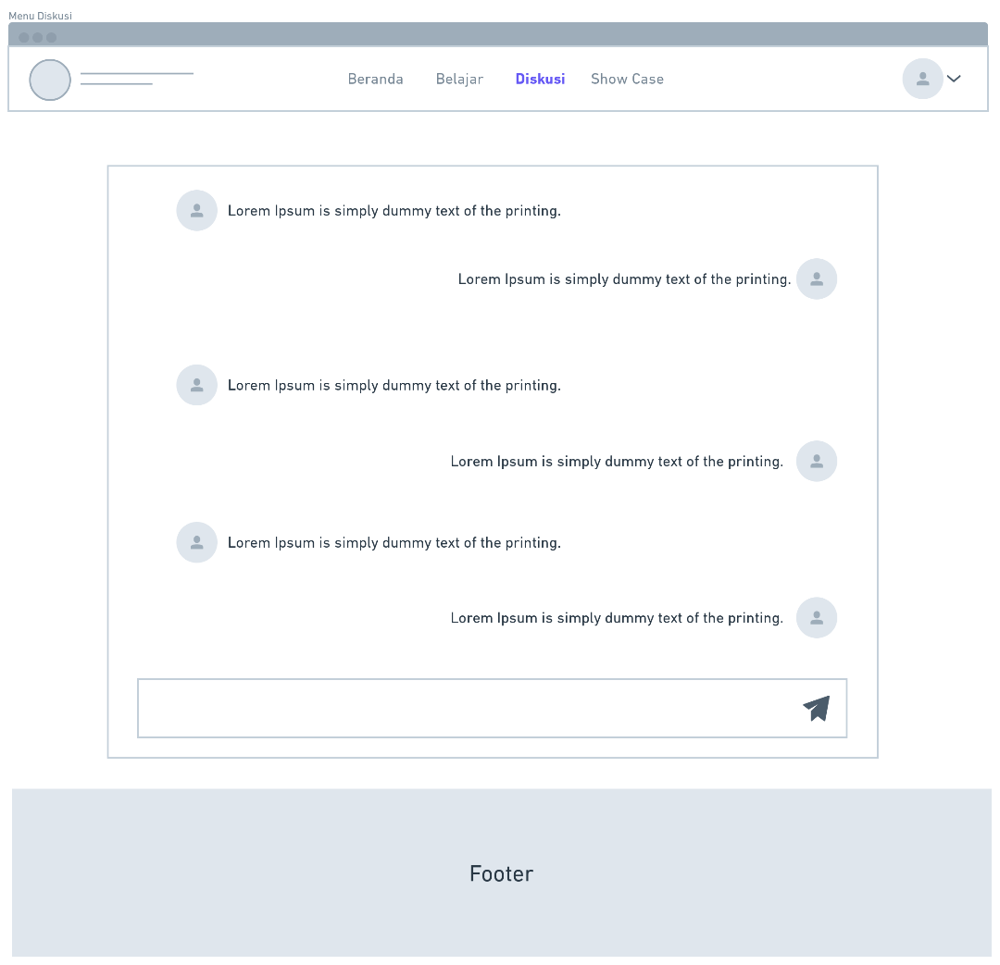 Menu Diskusi
Beranda Belajar Diskusi Show Case
Lorem Ipsum is simply dummy text of the printing.
Lorem Ipsum is simply dummy text of the printing.
Lorem Ipsum is simply dummy text of the printing.
Lorem Ipsum is simply dummy text of the printing.
Lorem Ipsum is simply dummy text of the printing.
Lorem Ipsum is simply dummy text of the printing.
Footer